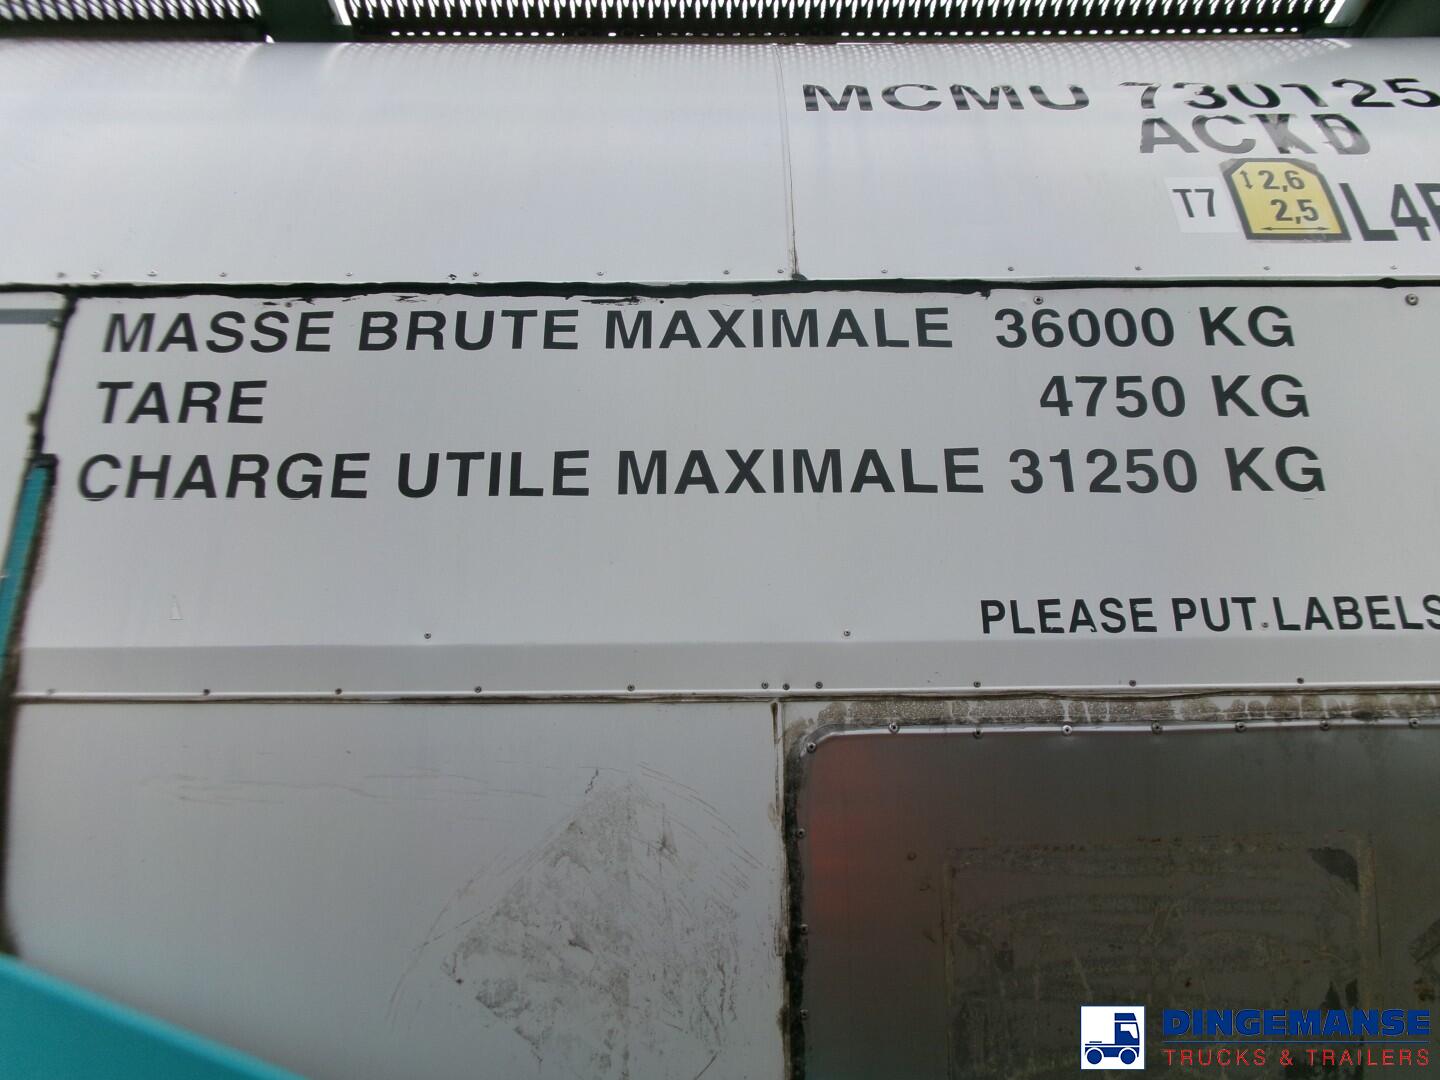 MCMU 730125
ACKD
T7 2,6 L4
2,5
MASSE BRUTE MAXIMALE 36000 KG
TARE 4750 KG
CHARGE UTILE MAXIMALE 31250 KG
PLEASE PUT LABELS
DINGEMANSE
TRUCKS & TRAILERS